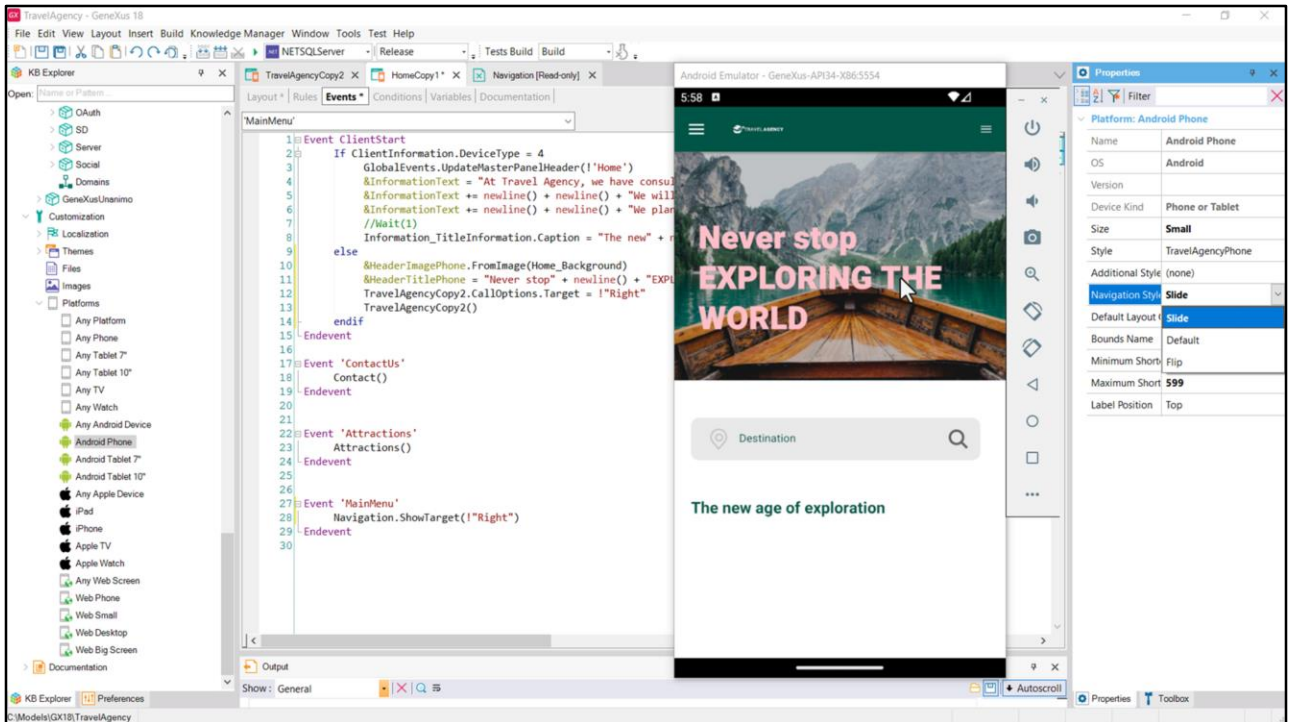 TravelAgency - GeneXus 18
File Edit View Layout Insert Build Knowledge Manager Window Tools Test Help
NETSQLServer
Release
Tests Build Build
KB Explorer
Open: Name or Pattern...
OAuth
SD
Server
Social
Domains
GeneXusUnanimo
Customization
Localization
Themes
Files
Images
Platforms
Any Platform
Any Phone
Any Tablet 7"
Any Tablet 10"
Any TV
Any Watch
Any Android Device
Android Phone
Android Tablet 7"
Android Tablet 10"
Any Apple Device
iPad
iPhone
Apple TV
Apple Watch
Any Web Screen
Web Phone
Web Small
Web Desktop
Web Big Screen
Documentation
KB Explorer Preferences
C:\Models\GX18\TravelAgency
TravelAgencyCopy2 X HomeCopy1* X Navigation [Read-only] X
Layout * Rules Events * Conditions Variables Documentation
'MainMenu'
1 Event ClientStart
2 If ClientInformation.DeviceType = 4
3 GlobalEvents.UpdateMasterPanelHeader(!'Home')
4 &InformationText = "At Travel Agency, we have consul
5 &InformationText += newline() + newline() + "We will
6 &InformationText += newline() + newline() + "We plan
7 //Wait(1)
8 Information_TitleInformation.Caption = "The new" + n
9 else
10 &HeaderImagePhone.FromImage(Home_Background)
11 &HeaderTitlePhone = "Never stop" + newline() + "EXPL
12 TravelAgencyCopy2.CallOptions.Target = !"Right"
13 TravelAgencyCopy2()
14 endif
15 Endevent
16
17 Event 'ContactUs'
18 Contact()
19 Endevent
20
21
22 Event 'Attractions'
23 Attractions()
24 Endevent
25
26
27 Event 'MainMenu'
28 Navigation.ShowTarget(!"Right")
29 Endevent
30
Output
Show: General
Autoscroll
Android Emulator - GeneXus-API34-X86:5554
5:58
TRAVEL AGENCY
Never stop
EXPLORING THE
WORLD
Destination
The new age of exploration
Properties
Filter
Platform: Android Phone
Name Android Phone
OS Android
Version
Device Kind Phone or Tablet
Size Small
Style TravelAgencyPhone
Additional Style (none)
Navigation Style Slide
Default Layout Slide
Bounds Name Default
Minimum Short Flip
Maximum Short 599
Label Position Top
Properties Toolbox